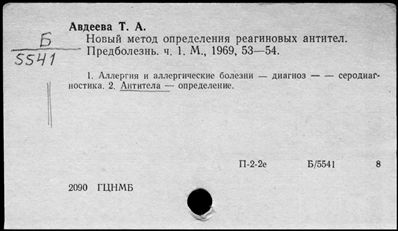 Авдеева Т. А.
Б
5541
Новый метод определения реагиновых антител.
Предболезнь. ч. 1. М., 1969, 53—54.
1. Аллергия и аллергические болезни — диагноз — — серодиаг-
ностика. 2. Антитела — определение.
П-2-2е Б/5541 8
2090 ГЦНМБ